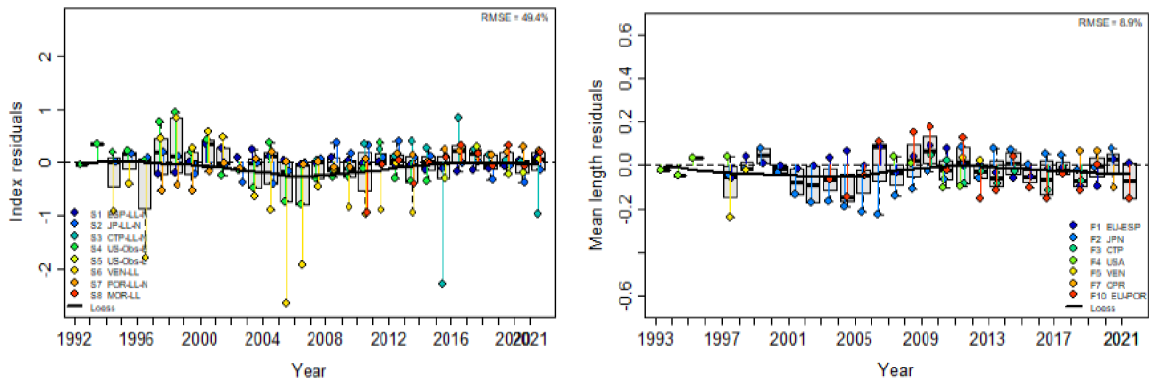 RMSE = 49.4%
Index residuals
2
1
0
-1
-2
S1 ESP-LL-N
S2 JP-LL-N
S3 CTP-LL-N
S4 US-Obs-E
S5 US-Obs-E
S6 VEN-LL
S7 POR-LL-N
S8 MOR-LL
Loess
1992
1996
2000
2004
2008
2012
2016
2021
Year
RMSE = 8.9%
Mean length residuals
0.6
0.4
0.2
0.0
-0.2
-0.6
F1 EU-ESP
F2 JPN
F3 CTP
F4 USA
F5 VEN
F7 CPR
F10 EU-POR
Loess
1993
1997
2001
2005
2009
2013
2017
2021
Year